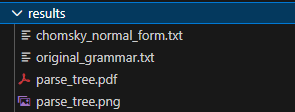 results
chomsky_normal_form.txt
original_grammar.txt
parse_tree.pdf
parse_tree.png